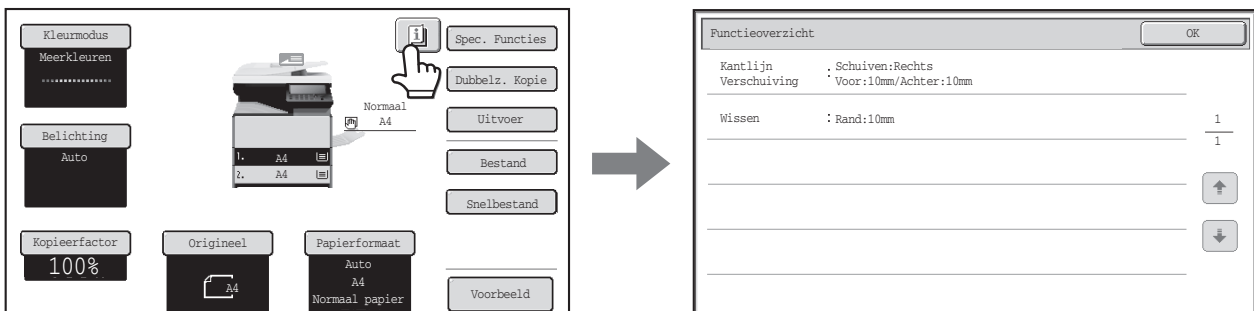 Kleurmodus
Meerkleuren
Spec. Functies
Dubbelz. Kopie
Normaal
A4
Uitvoer
Belichting
Auto
1. A4
2. A4
Bestand
Snelbestand
Kopieerfactor
100%
Origineel
A4
Papierformaat
Auto
A4
Normaal papier
Voorbeeld
Functieoverzicht
OK
Kantlijn
Verschuiving
: Schuiven:Rechts
Voor:10mm/Achter:10mm
Wissen : Rand:10mm
1
1